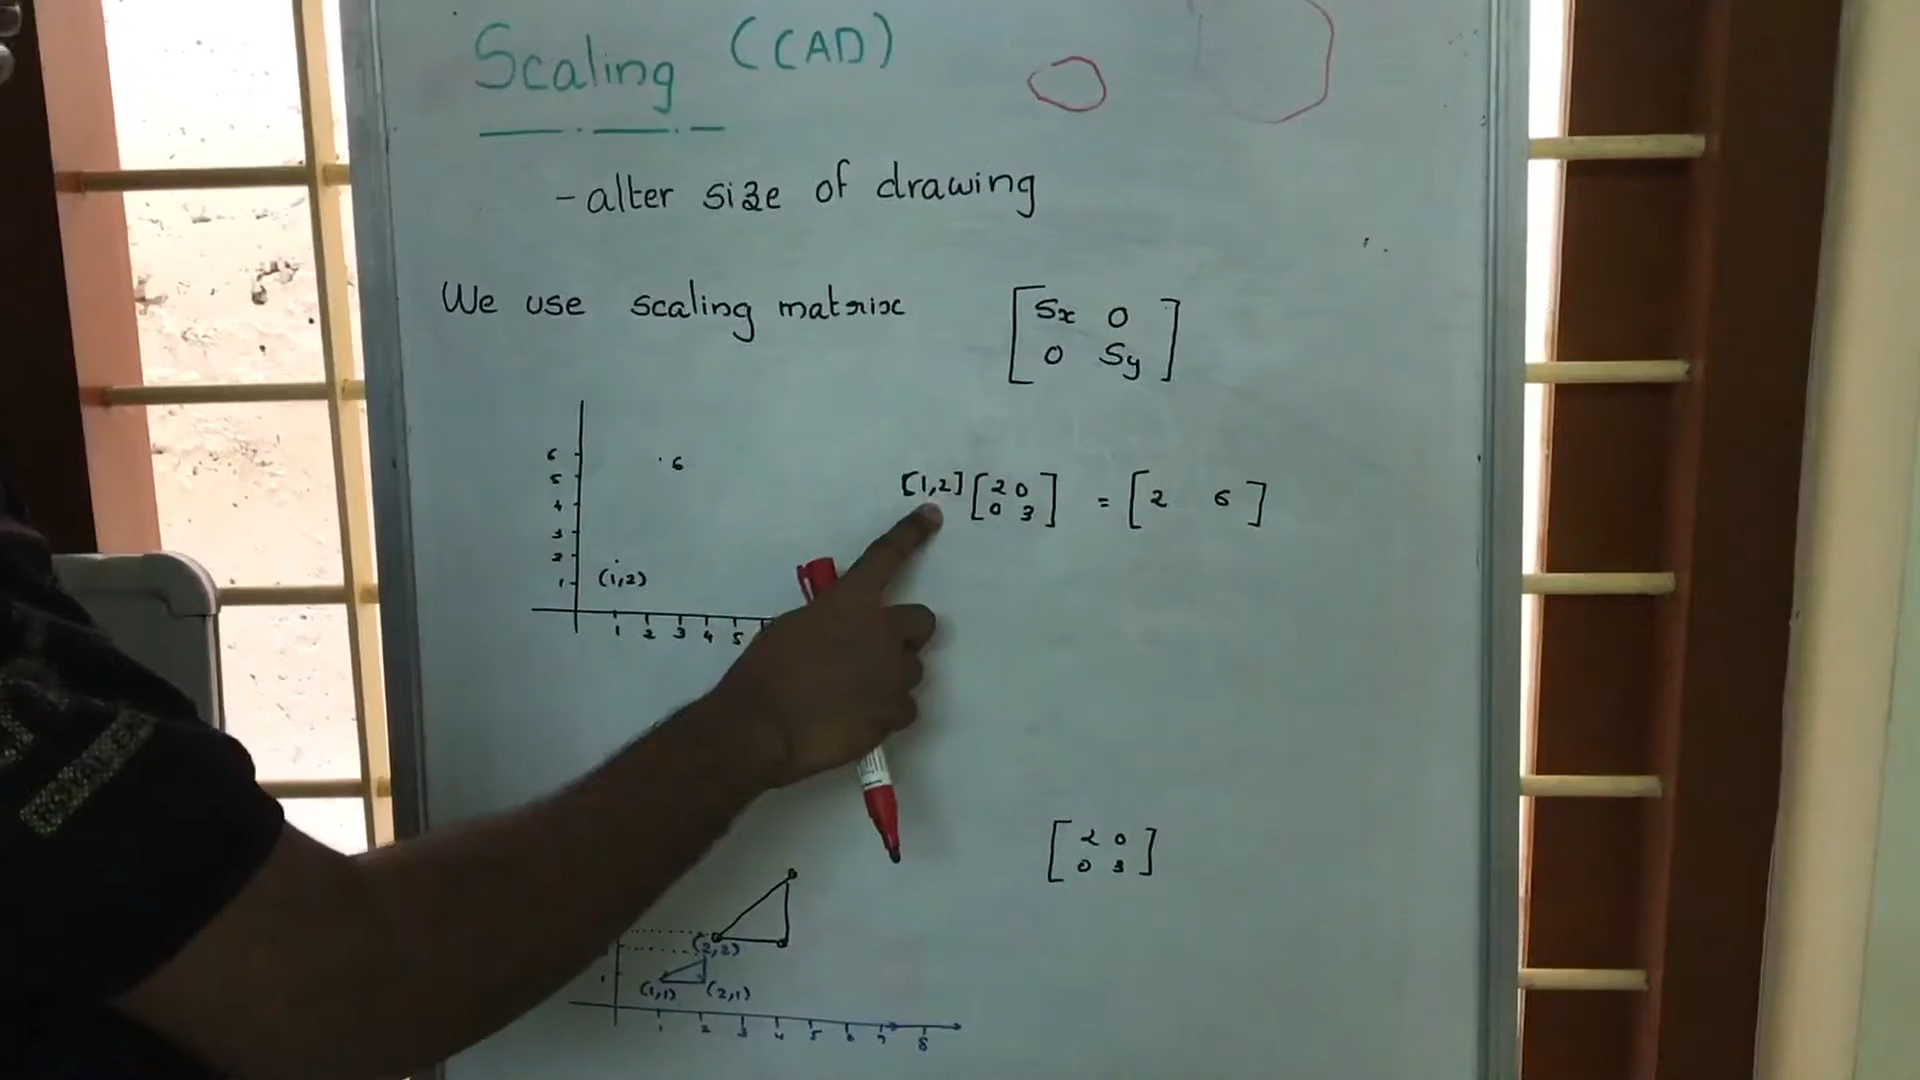 Scaling (CAD)
- alter size of drawing
We use scaling matrix
Sx 0
0 Sy
6
5
4
3
2
1
6
(1,2)
1 2 3 4 5
[1,2] [2 0
0 3] = [2 6]
[2 0
0 3]
(2,2)
1
(1,1) (2,1)
1 2 3 4 5 6 7 8